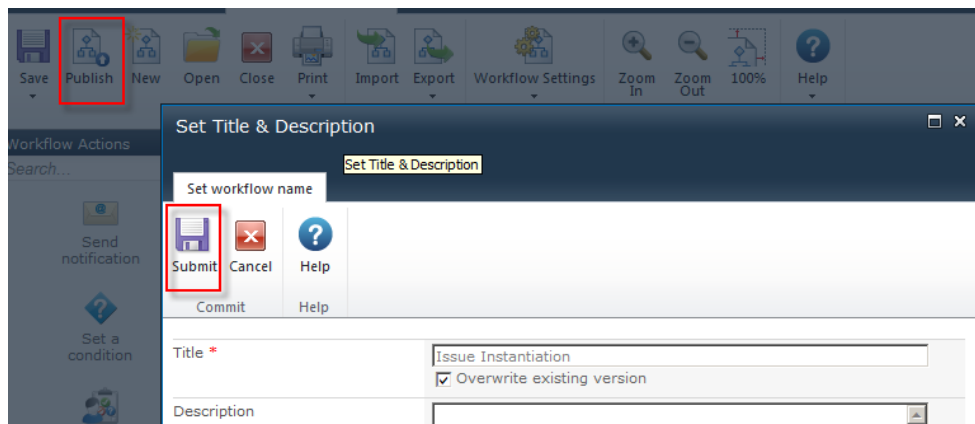 Save Publish New Open Close Print Import Export Workflow Settings Zoom In Zoom Out 100% Help
Set Title & Description
Workflow Actions
Search...
Set Title & Description
Set workflow name
Send notification
Submit Cancel Help
Commit Help
Set a condition
Title * Issue Instantiation
Overwrite existing version
Description